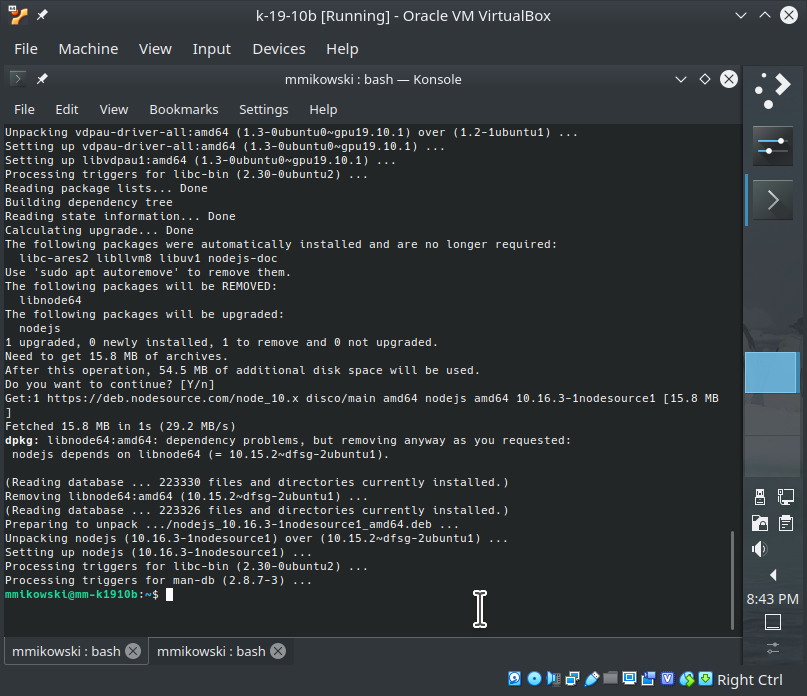 k-19-10b [Running] - Oracle VM VirtualBox
File Machine View Input Devices Help
mmikowski : bash — Konsole
File Edit View Bookmarks Settings Help
Unpacking vdpau-driver-all:amd64 (1.3-0ubuntu0~gpu19.10.1) over (1.2-1ubuntu1) ...
Setting up vdpau-driver-all:amd64 (1.3-0ubuntu0~gpu19.10.1) ...
Setting up libvdpau1:amd64 (1.3-0ubuntu0~gpu19.10.1) ...
Processing triggers for libc-bin (2.30-0ubuntu2) ...
Reading package lists... Done
Building dependency tree
Reading state information... Done
Calculating upgrade... Done
The following packages were automatically installed and are no longer required:
  libc-ares2 libllvm8 libuv1 nodejs-doc
Use 'sudo apt autoremove' to remove them.
The following packages will be REMOVED:
  libnode64
The following packages will be upgraded:
  nodejs
1 upgraded, 0 newly installed, 1 to remove and 0 not upgraded.
Need to get 15.8 MB of archives.
After this operation, 54.5 MB of additional disk space will be used.
Do you want to continue? [Y/n]
Get:1 https://deb.nodesource.com/node_10.x disco/main amd64 nodejs amd64 10.16.3-1nodesource1 [15.8 MB
]
Fetched 15.8 MB in 1s (29.2 MB/s)
dpkg: libnode64:amd64: dependency problems, but removing anyway as you requested:
 nodejs depends on libnode64 (= 10.15.2~dfsg-2ubuntu1).
(Reading database ... 223330 files and directories currently installed.)
Removing libnode64:amd64 (10.15.2~dfsg-2ubuntu1) ...
(Reading database ... 223326 files and directories currently installed.)
Preparing to unpack .../nodejs_10.16.3-1nodesource1_amd64.deb ...
Unpacking nodejs (10.16.3-1nodesource1) over (10.15.2~dfsg-2ubuntu1) ...
Setting up nodejs (10.16.3-1nodesource1) ...
Processing triggers for libc-bin (2.30-0ubuntu2) ...
Processing triggers for man-db (2.8.7-3) ...
mmikowski@mm-k1910b:~$
8:43 PM
mmikowski : bash mmikowski : bash
Right Ctrl